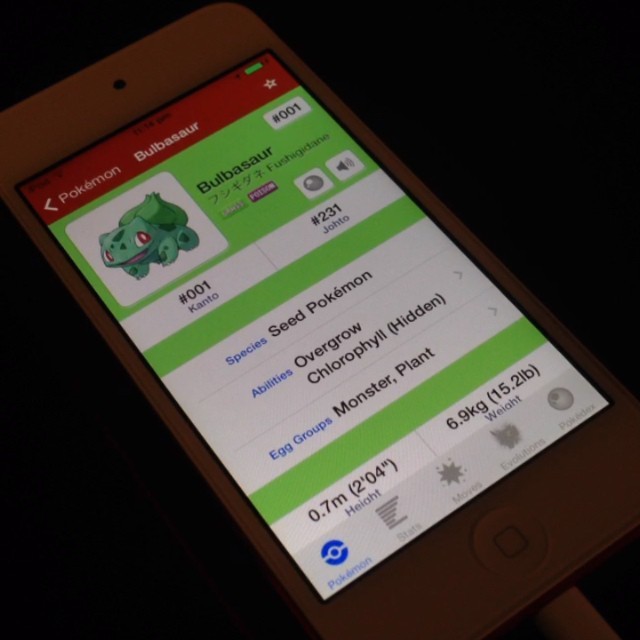 Pokémon
Bulbasaur
#001
Bulbasaur
フシギダネ Fushigidane
#001
Kanto
#231
Johto
Species Seed Pokémon
Abilities Overgrow
Chlorophyll (Hidden)
Egg Groups Monster, Plant
0.7m (2'04")
Height
6.9kg (15.2lb)
Weight
Pokémon
Stats
Moves
Evolutions
Pokédex